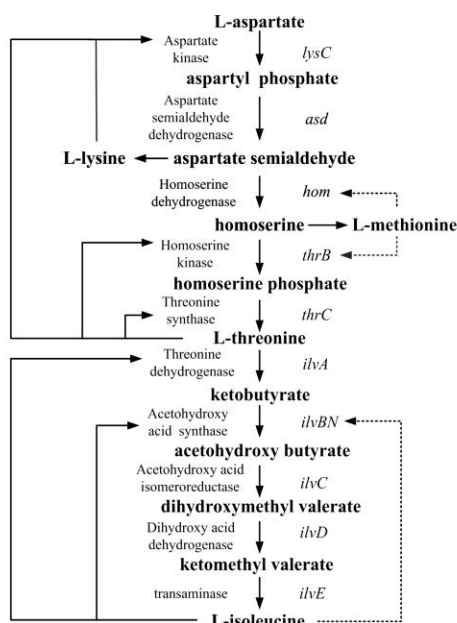 L-aspartate
Aspartate
kinase
lysC
aspartyl phosphate
Aspartate
semialdehyde
dehydrogenase
asd
L-lysine
aspartate semialdehyde
Homoserine
dehydrogenase
hom
homoserine
L-methionine
Homoserine
kinase
thrB
homoserine phosphate
Threonine
synthase
thrC
L-threonine
Threonine
dehydrogenase
ilvA
ketobutyrate
Acetohydroxy
acid synthase
ilvBN
acetohydroxy butyrate
Acetohydroxy acid
isomeroreductase
ilvC
dihydroxymethyl valerate
Dihydroxy acid
dehydrogenase
ilvD
ketomethyl valerate
transaminase
ilvE
L-isoleucine